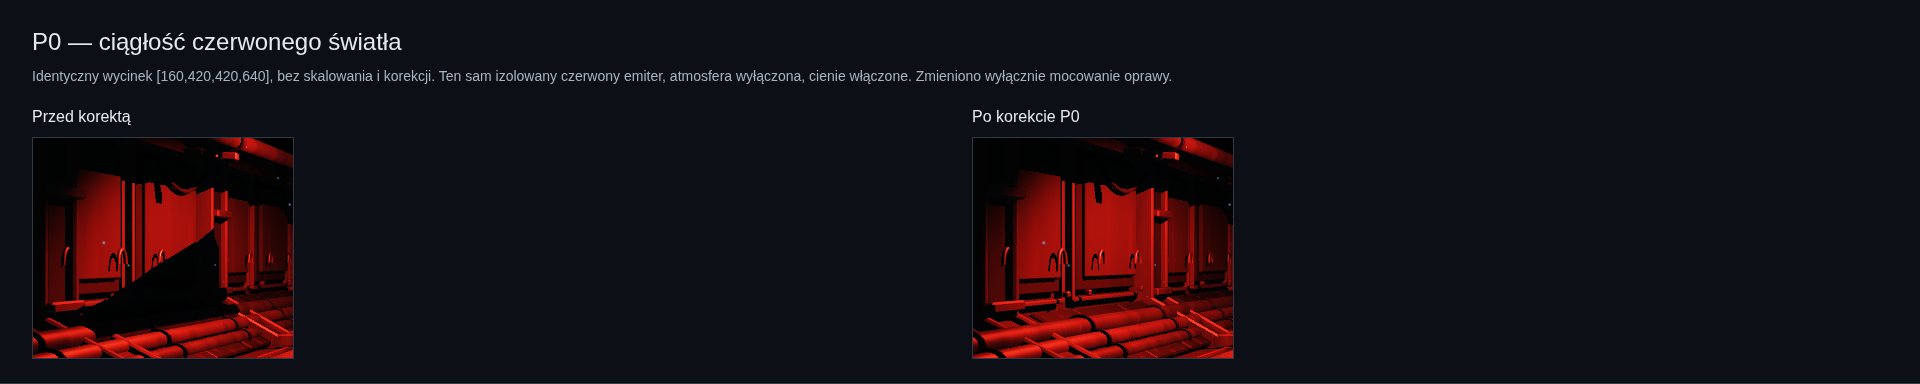 P0 — ciągłość czerwonego światła
Identyczny wycinek [160,420,420,640], bez skalowania i korekcji. Ten sam izolowany czerwony emiter, atmosfera wyłączona, cienie włączone. Zmieniono wyłącznie mocowanie oprawy.
Przed korektą
Po korekcie P0